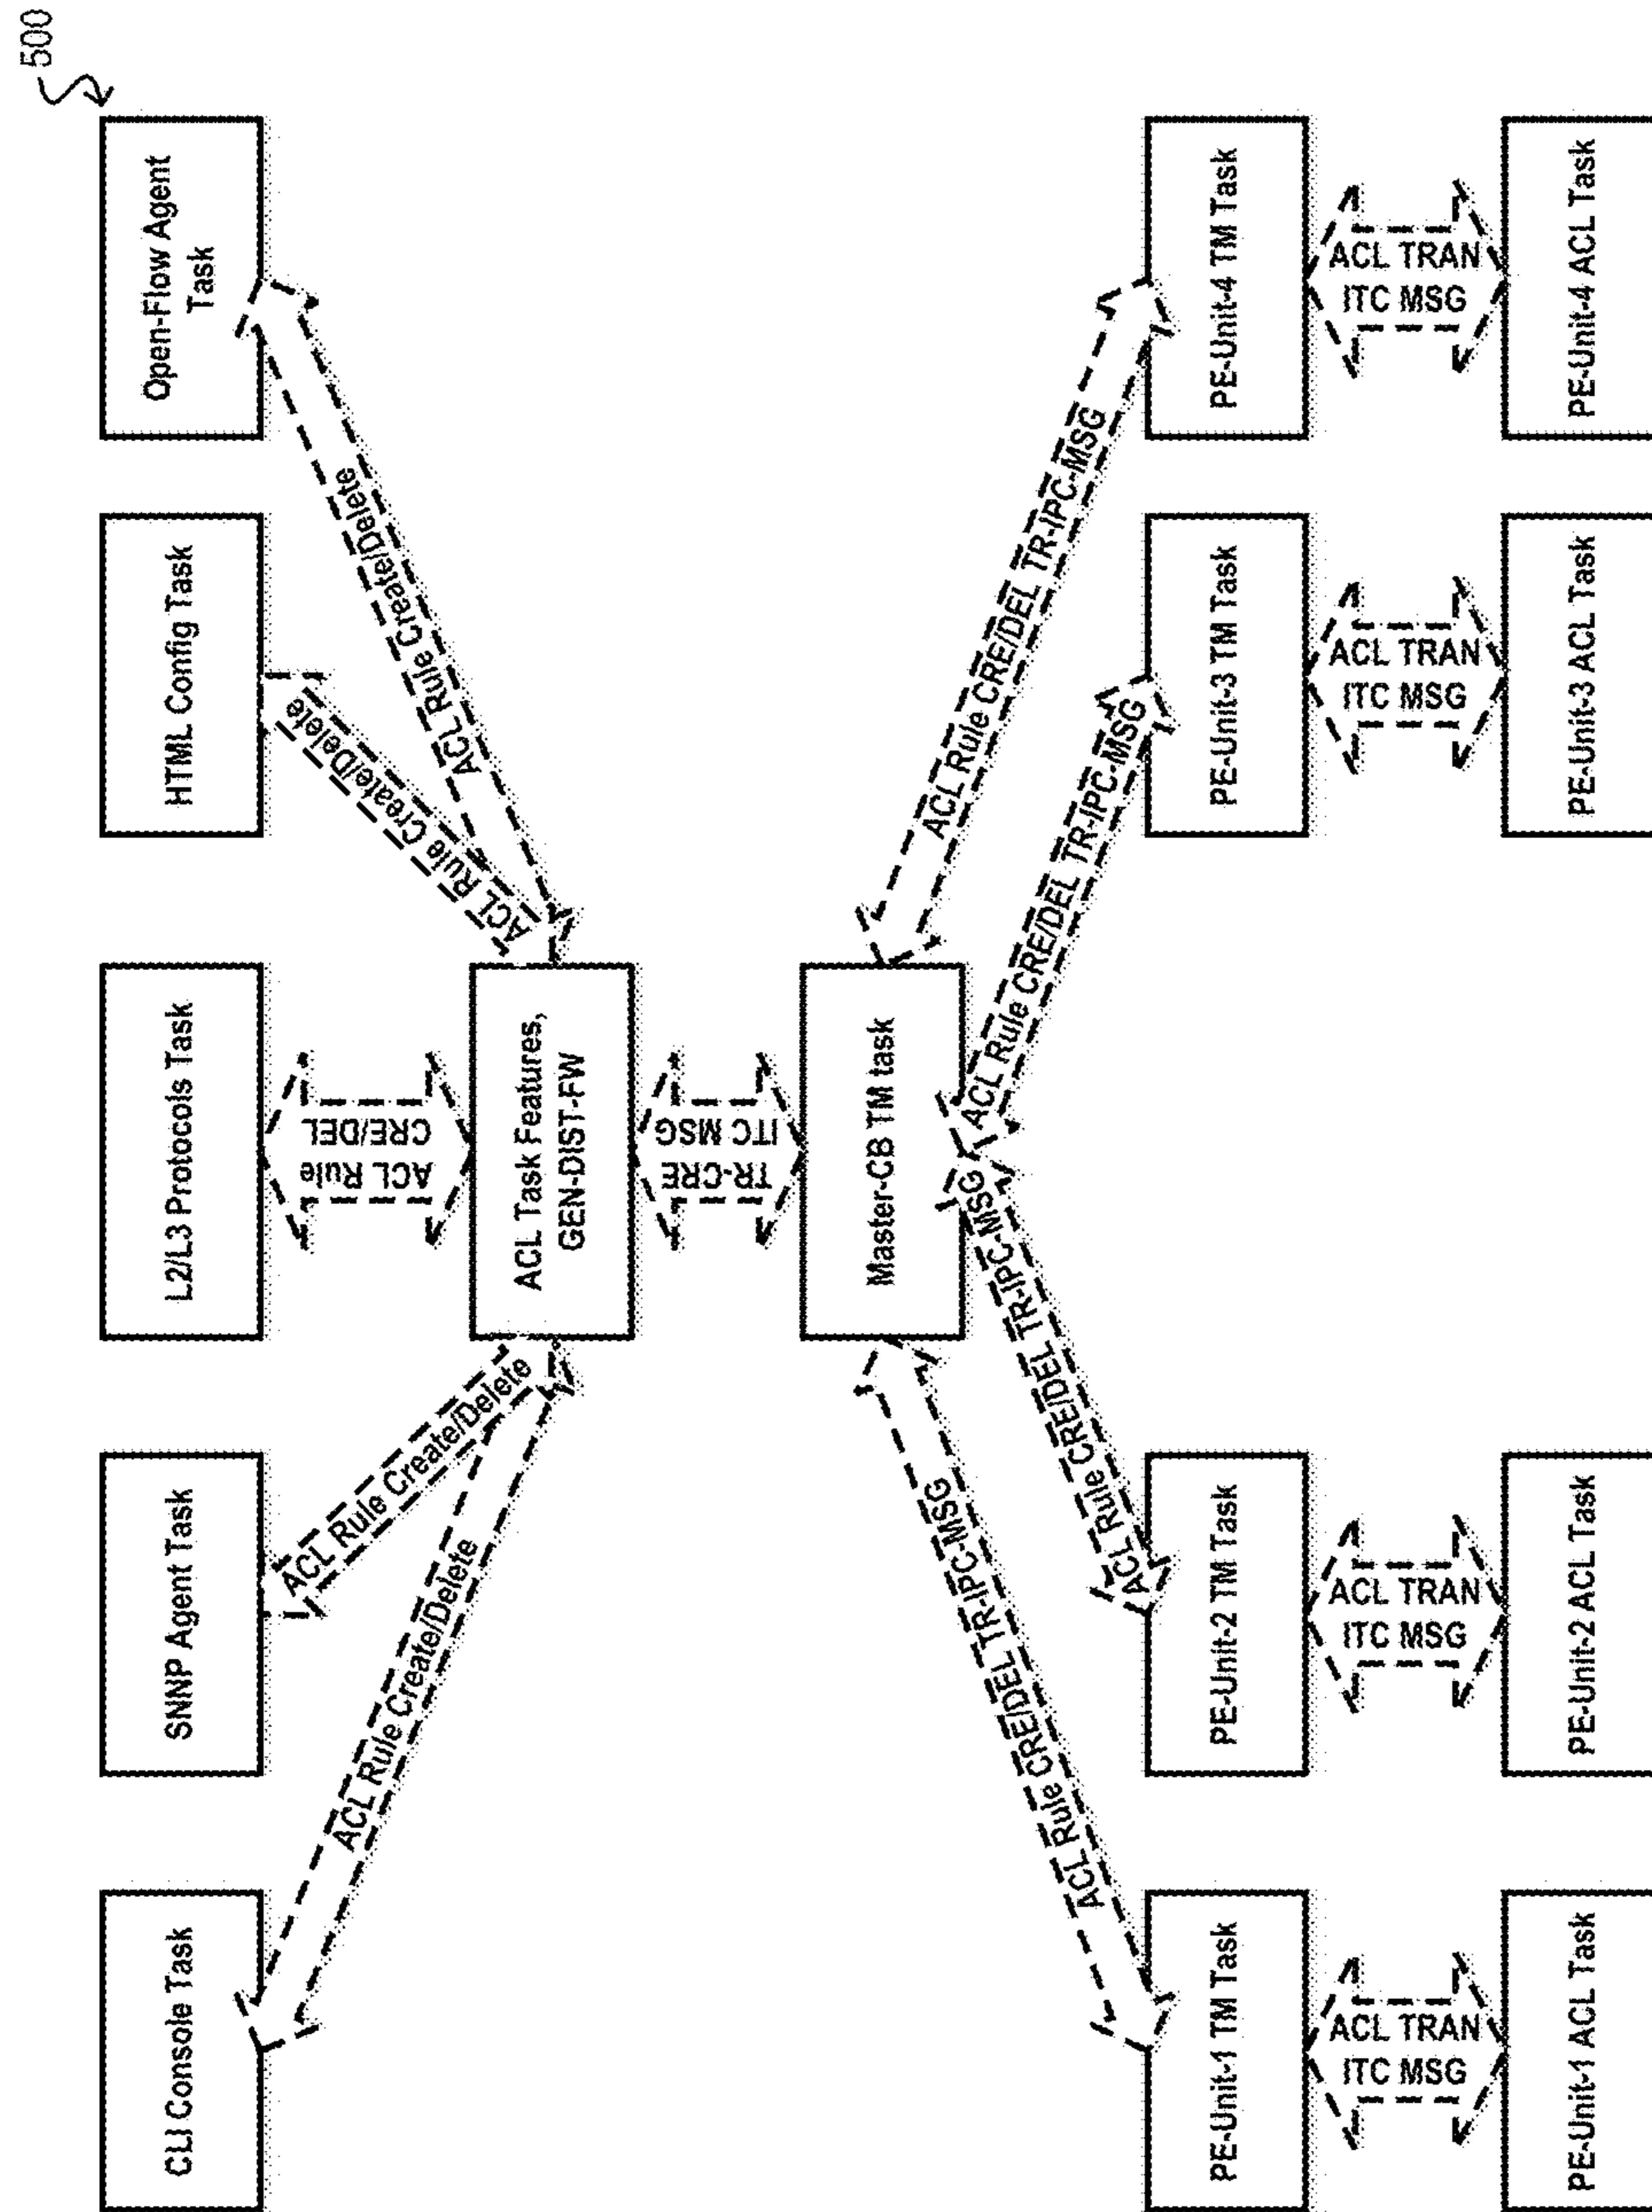 500
CLI Console Task
SNNP Agent Task
L2/L3 Protocols Task
HTML Config Task
Open-Flow Agent
Task
ACL Rule Create/Delete
ACL Rule Create/Delete
ACL Rule
CRE/DEL
ACL Rule Create/Delete
ACL Rule Create/Delete
ACL Task Features,
GEN-DIST-FW
TR-CRE
ITC MSG
Master-CB TM task
ACL Rule CRE/DEL TR-IPC-MSG
ACL Rule CRE/DEL TR-IPC-MSG
ACL Rule CRE/DEL TR-IPC-MSG
ACL Rule CRE/DEL TR-IPC-MSG
PE-Unit-1 TM Task
PE-Unit-2 TM Task
PE-Unit-3 TM Task
PE-Unit-4 TM Task
ACL TRAN
ITC MSG
ACL TRAN
ITC MSG
ACL TRAN
ITC MSG
ACL TRAN
ITC MSG
PE-Unit-1 ACL Task
PE-Unit-2 ACL Task
PE-Unit-3 ACL Task
PE-Unit-4 ACL Task